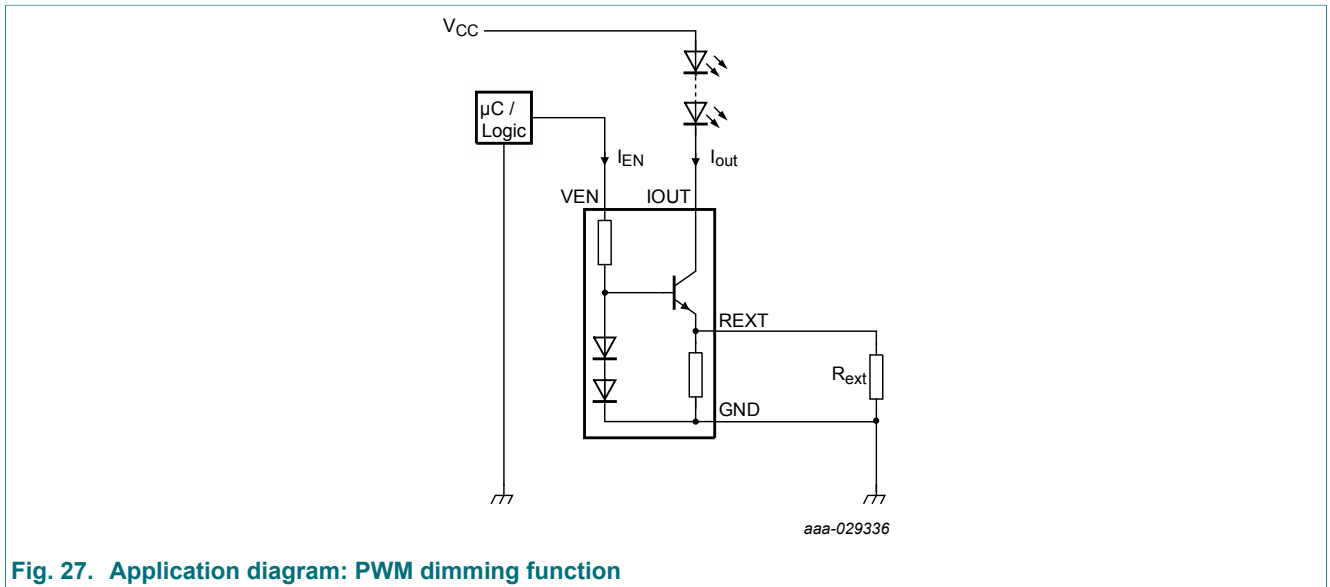 VCC
µC /
Logic
IEN
Iout
VEN
IOUT
REXT
Rext
GND
aaa-029336
Fig. 27. Application diagram: PWM dimming function